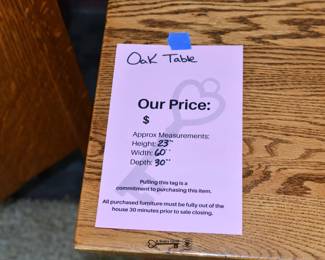 Oak Table
Our Price:
$
Approx Measurements:
Height: 23""
Width: 60""
Depth: 30""
Pulling this tag is a
commitment to purchasing this item.
All purchased furniture must be fully out of the
house 30 minutes prior to sale closing.